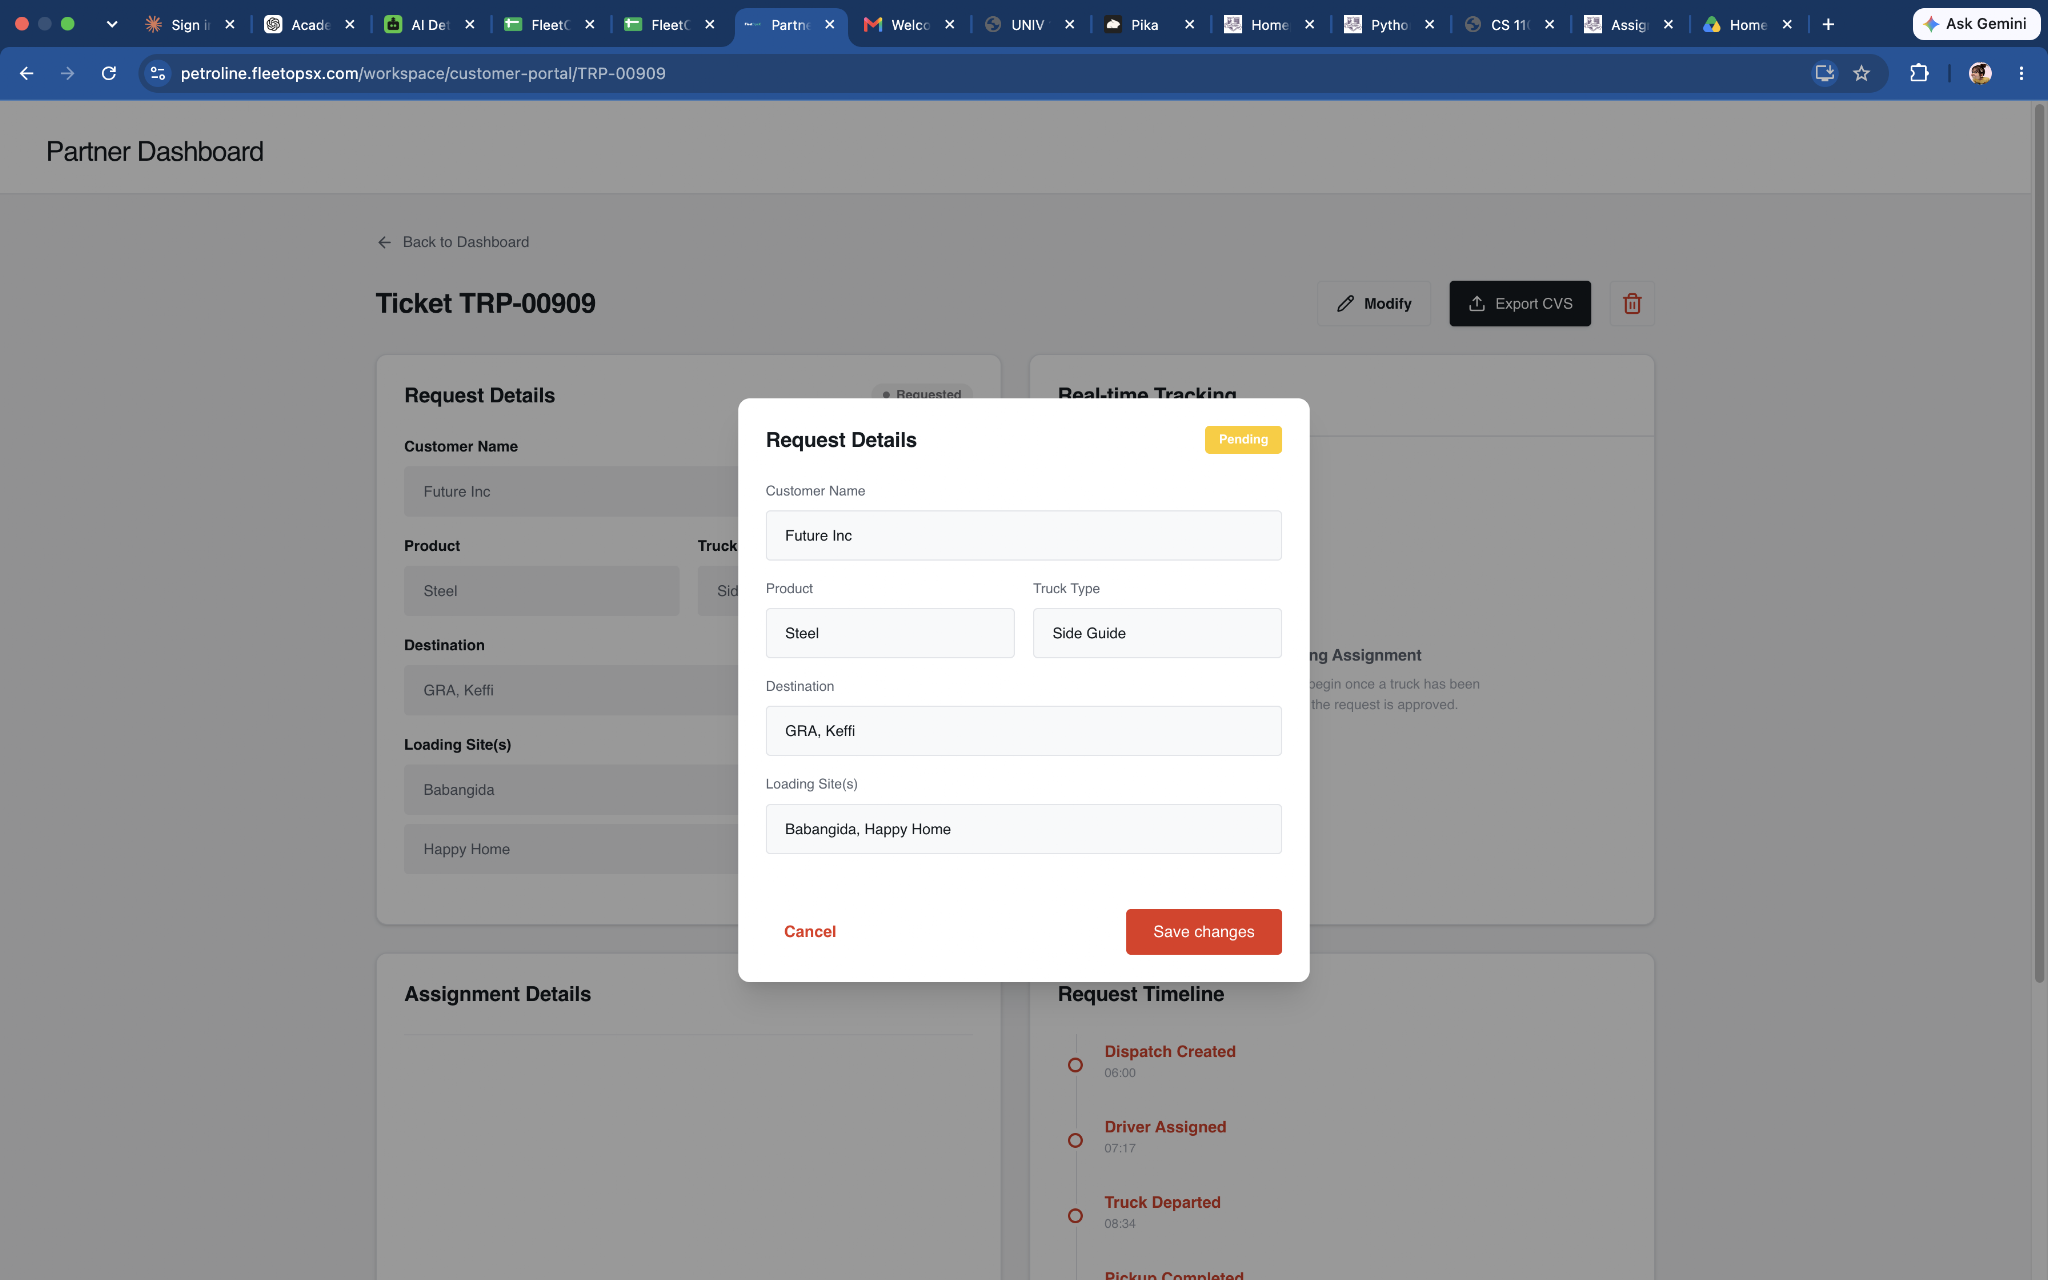 Sign i
Acade
AI Det
FleetO
FleetO
Partne
Welco
UNIV
Pika
Home
Pytho
CS 110
Assig
Home
Ask Gemini
petroline.fleetopsx.com/workspace/customer-portal/TRP-00909
Partner Dashboard
Back to Dashboard
Ticket TRP-00909
Modify
Export CVS
Request Details
Requested
Customer Name
Future Inc
Product
Truck
Steel
Sid
Destination
GRA, Keffi
Loading Site(s)
Babangida
Happy Home
Real-time Tracking
ng Assignment
begin once a truck has been
the request is approved.
Request Details
Pending
Customer Name
Future Inc
Product
Truck Type
Steel
Side Guide
Destination
GRA, Keffi
Loading Site(s)
Babangida, Happy Home
Cancel
Save changes
Assignment Details
Request Timeline
Dispatch Created
06:00
Driver Assigned
07:17
Truck Departed
08:34
Pickup Completed